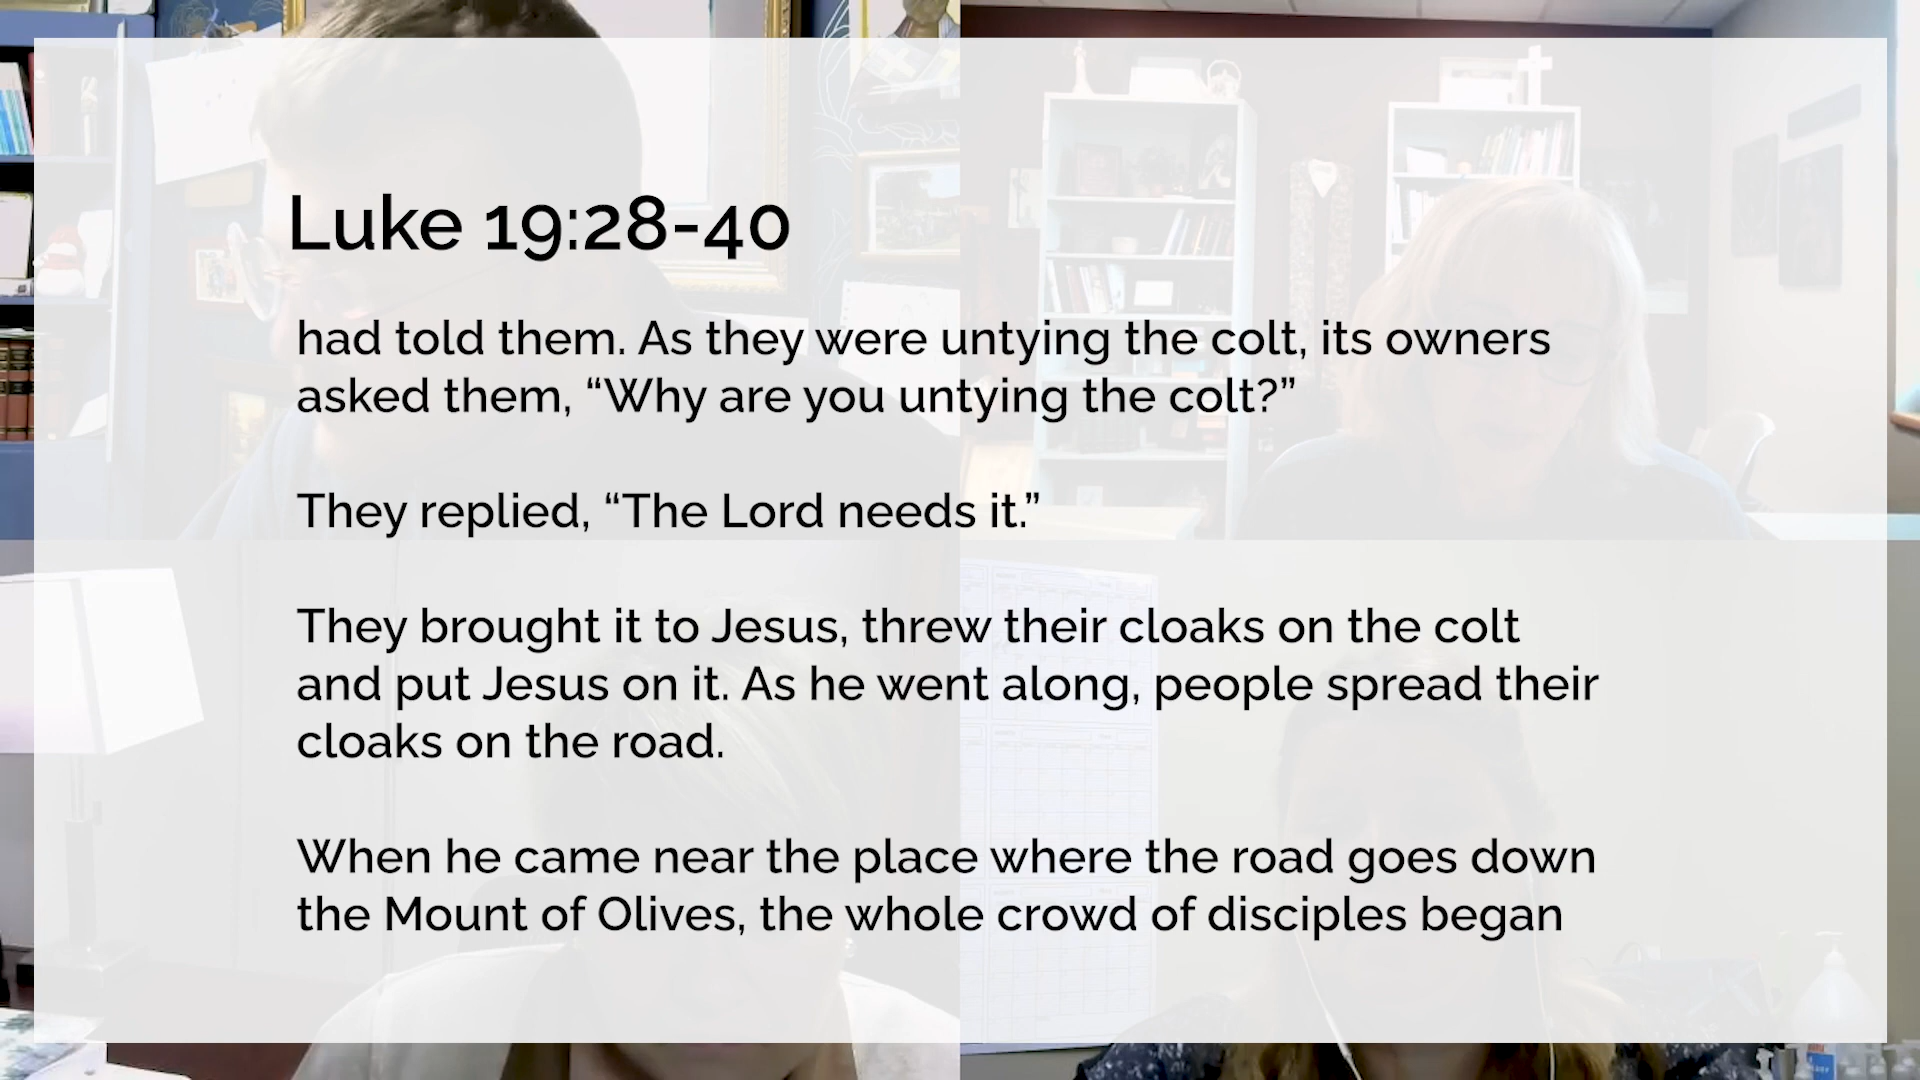 Luke 19:28-40
had told them. As they were untying the colt, its owners
asked them, “Why are you untying the colt?”
They replied, “The Lord needs it.”
They brought it to Jesus, threw their cloaks on the colt
and put Jesus on it. As he went along, people spread their
cloaks on the road.
When he came near the place where the road goes down
the Mount of Olives, the whole crowd of disciples began